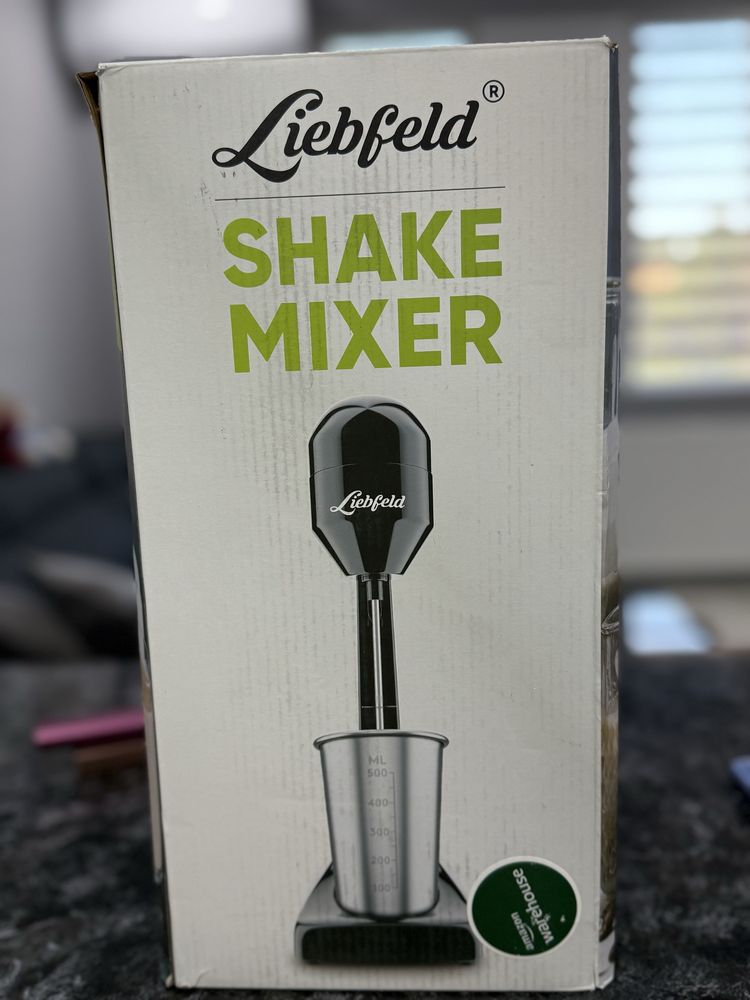 Liebfeld®
SHAKE
MIXER
Liebfeld
ML
500
400
300
200
100
amazon
warehouse